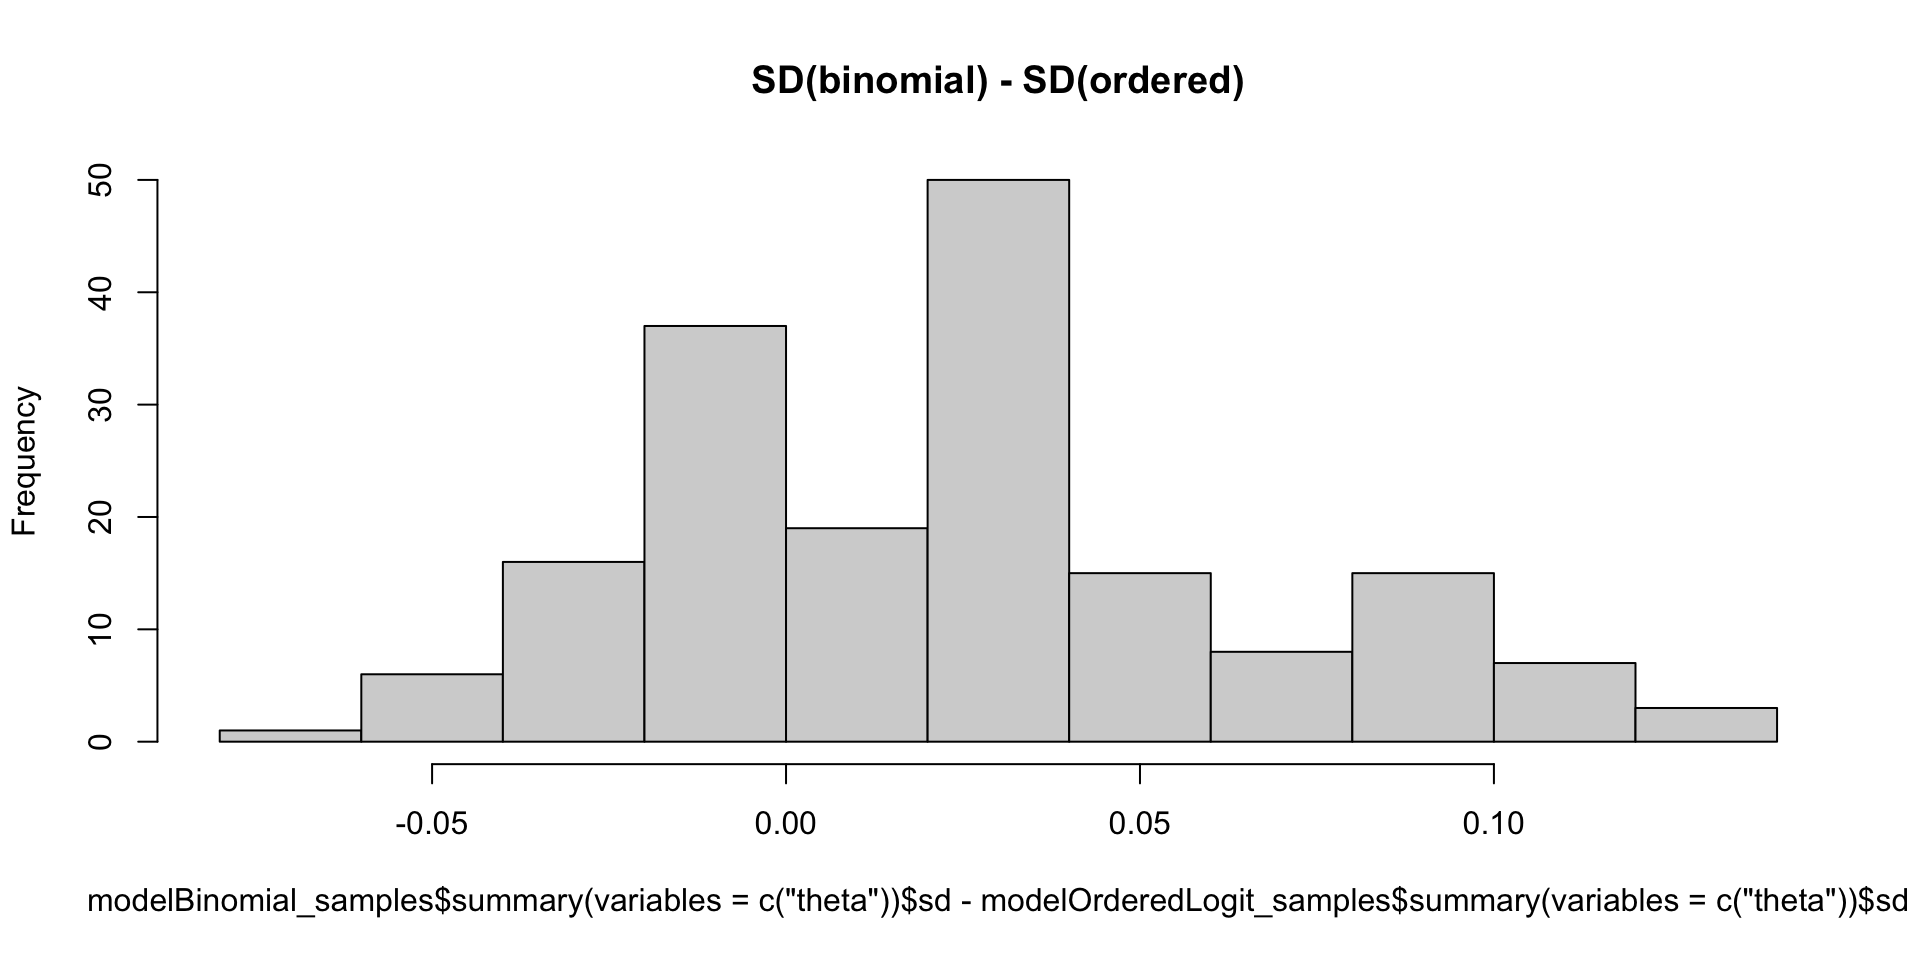 SD(binomial) - SD(ordered)
50
40
30
20
10
0
Frequency
-0.05 0.00 0.05 0.10
modelBinomial_samples$summary(variables = c("theta"))$sd - modelOrderedLogit_samples$summary(variables = c("theta"))$sd